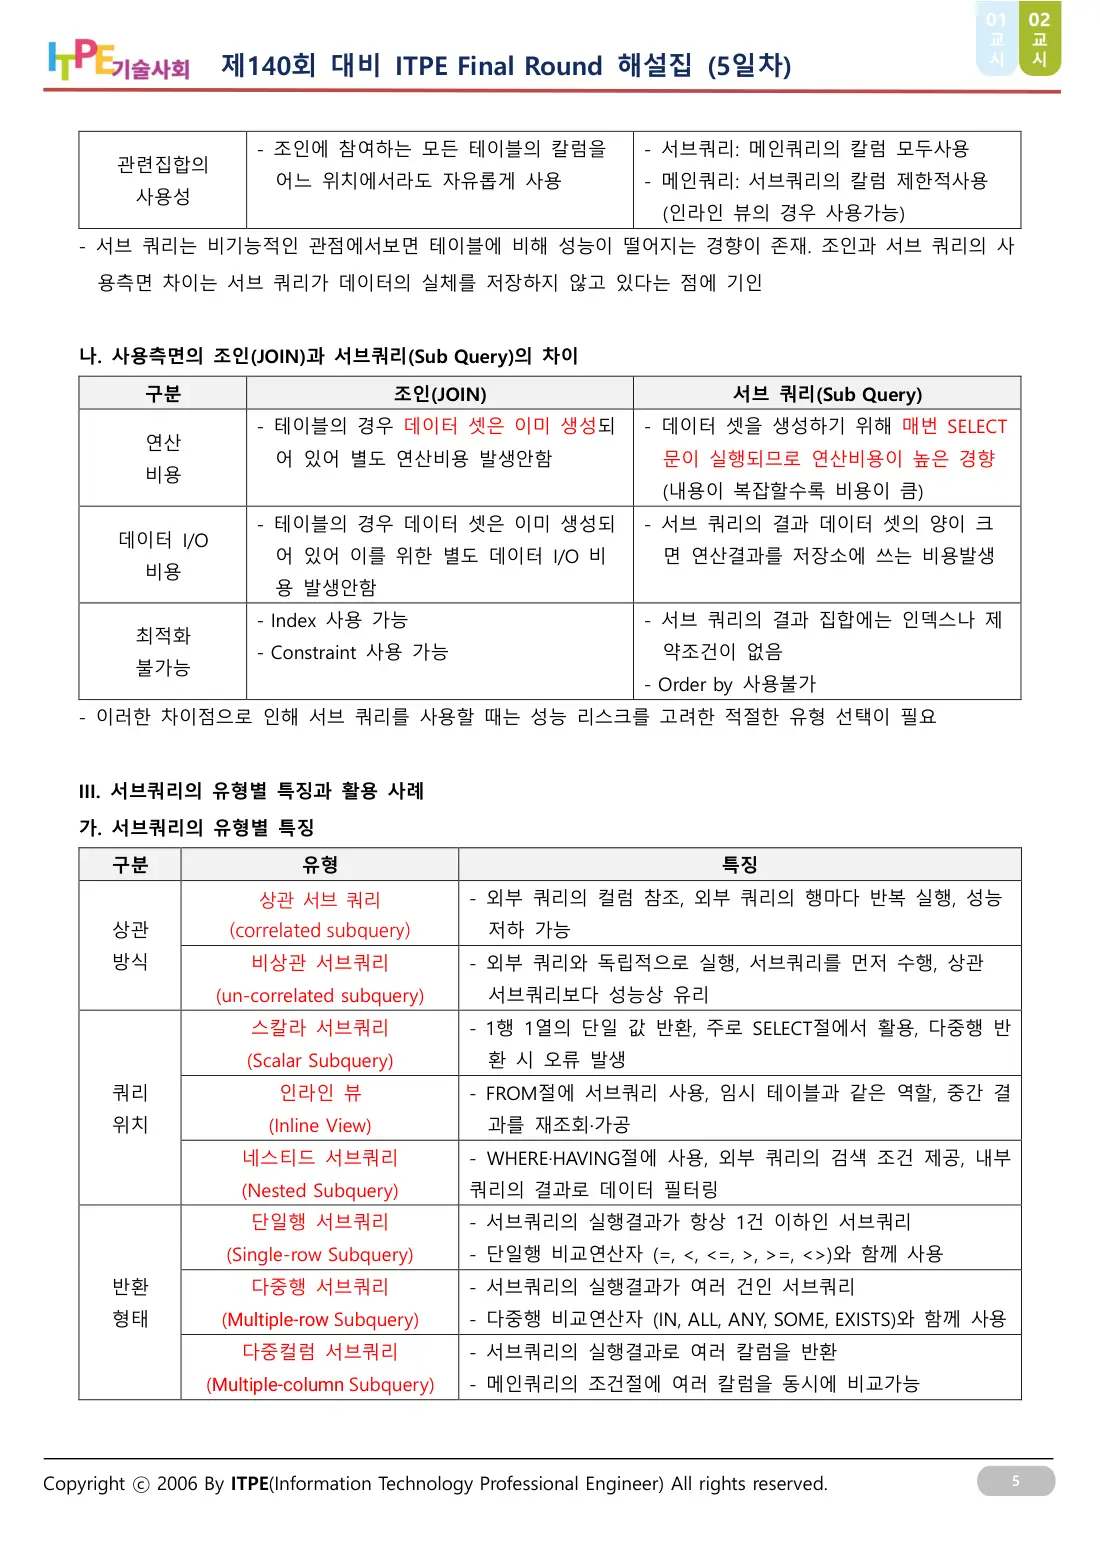 ITPE기술사회 제140회 대비 ITPE Final Round 해설집 (5일차)
01 교 시
02 교 시
관련집합의
사용성
- 조인에 참여하는 모든 테이블의 칼럼을
어느 위치에서라도 자유롭게 사용
- 서브쿼리: 메인쿼리의 칼럼 모두사용
- 메인쿼리: 서브쿼리의 칼럼 제한적사용
(인라인 뷰의 경우 사용가능)
- 서브 쿼리는 비기능적인 관점에서보면 테이블에 비해 성능이 떨어지는 경향이 존재. 조인과 서브 쿼리의 사
용측면 차이는 서브 쿼리가 데이터의 실체를 저장하지 않고 있다는 점에 기인
나. 사용측면의 조인(JOIN)과 서브쿼리(Sub Query)의 차이
구분 조인(JOIN) 서브 쿼리(Sub Query)
연산
비용
- 테이블의 경우 데이터 셋은 이미 생성되
어 있어 별도 연산비용 발생안함
- 데이터 셋을 생성하기 위해 매번 SELECT
문이 실행되므로 연산비용이 높은 경향
(내용이 복잡할수록 비용이 큼)
데이터 I/O
비용
- 테이블의 경우 데이터 셋은 이미 생성되
어 있어 이를 위한 별도 데이터 I/O 비
용 발생안함
- 서브 쿼리의 결과 데이터 셋의 양이 크
면 연산결과를 저장소에 쓰는 비용발생
최적화
불가능
- Index 사용 가능
- Constraint 사용 가능
- 서브 쿼리의 결과 집합에는 인덱스나 제
약조건이 없음
- Order by 사용불가
- 이러한 차이점으로 인해 서브 쿼리를 사용할 때는 성능 리스크를 고려한 적절한 유형 선택이 필요
III. 서브쿼리의 유형별 특징과 활용 사례
가. 서브쿼리의 유형별 특징
구분 유형 특징
상관
방식
상관 서브 쿼리
(correlated subquery)
- 외부 쿼리의 컬럼 참조, 외부 쿼리의 행마다 반복 실행, 성능
저하 가능
비상관 서브쿼리
(un-correlated subquery)
- 외부 쿼리와 독립적으로 실행, 서브쿼리를 먼저 수행, 상관
서브쿼리보다 성능상 유리
쿼리
위치
스칼라 서브쿼리
(Scalar Subquery)
- 1행 1열의 단일 값 반환, 주로 SELECT절에서 활용, 다중행 반
환 시 오류 발생
인라인 뷰
(Inline View)
- FROM절에 서브쿼리 사용, 임시 테이블과 같은 역할, 중간 결
과를 재조회·가공
네스티드 서브쿼리
(Nested Subquery)
- WHERE·HAVING절에 사용, 외부 쿼리의 검색 조건 제공, 내부
쿼리의 결과로 데이터 필터링
반환
형태
단일행 서브쿼리
(Single-row Subquery)
- 서브쿼리의 실행결과가 항상 1건 이하인 서브쿼리
- 단일행 비교연산자 (=, <, <=, >, >=, <>)와 함께 사용
다중행 서브쿼리
(Multiple-row Subquery)
- 서브쿼리의 실행결과가 여러 건인 서브쿼리
- 다중행 비교연산자 (IN, ALL, ANY, SOME, EXISTS)와 함께 사용
다중컬럼 서브쿼리
(Multiple-column Subquery)
- 서브쿼리의 실행결과로 여러 칼럼을 반환
- 메인쿼리의 조건절에 여러 칼럼을 동시에 비교가능
Copyright ⓒ 2006 By ITPE(Information Technology Professional Engineer) All rights reserved.
5